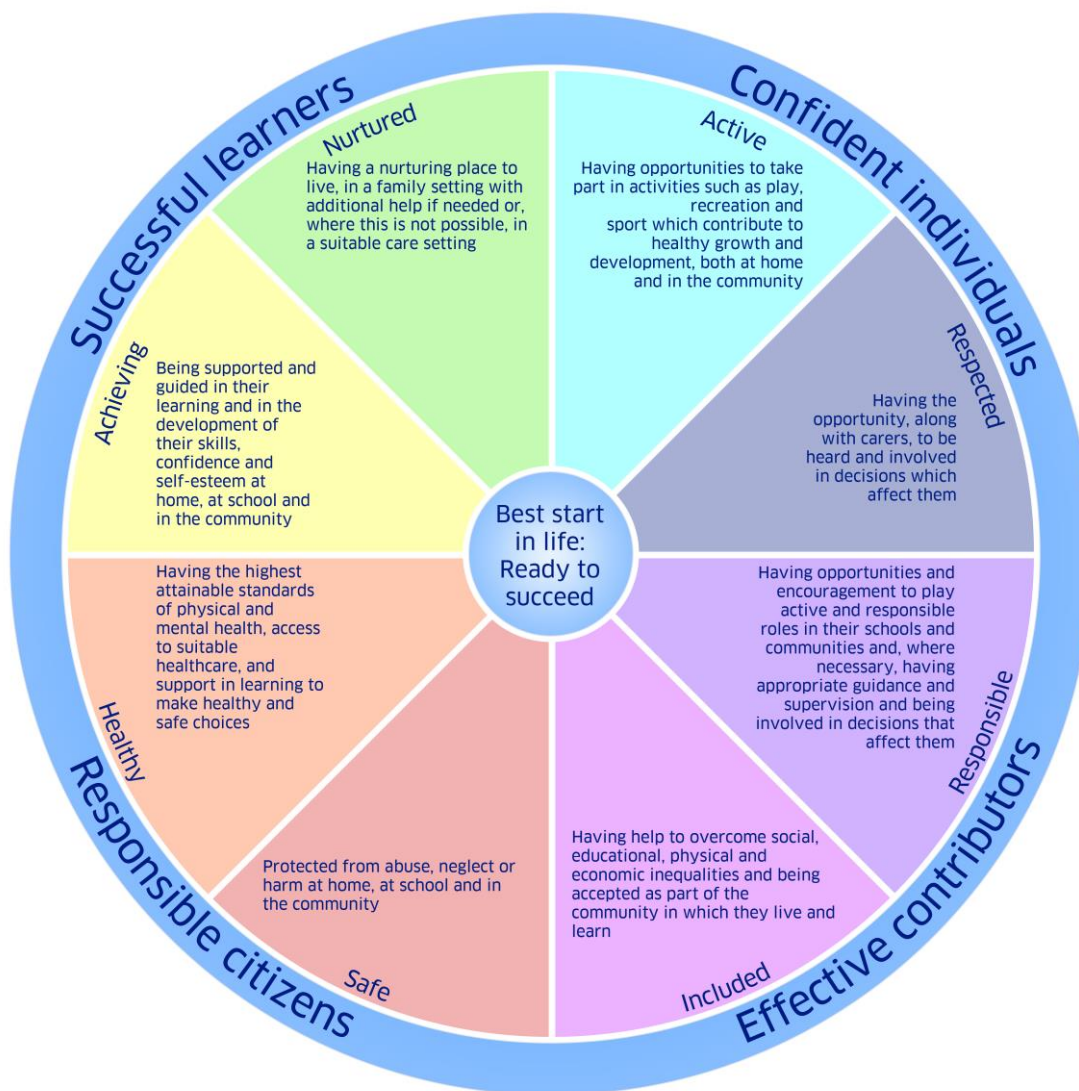 Successful learners
Confident individuals
Nurtured
Having a nurturing place to
live, in a family setting with
additional help if needed or,
where this is not possible, in
a suitable care setting
Active
Having opportunities to take
part in activities such as play,
recreation and
sport which contribute to
healthy growth and
development, both at home
and in the community
Achieving
Being supported and
guided in their
learning and in the
development of
their skills,
confidence and
self-esteem at
home, at school and
in the community
Respected
Having the
opportunity, along
with carers, to be
heard and involved
in decisions which
affect them
Best start
in life:
Ready to
succeed
Healthy
Having the highest
attainable standards
of physical and
mental health, access
to suitable
healthcare, and
support in learning to
make healthy and
safe choices
Responsible
Having opportunities and
encouragement to play
active and responsible
roles in their schools and
communities and, where
necessary, having
appropriate guidance and
supervision and being
involved in decisions that
affect them
Protected from abuse, neglect or
harm at home, at school and in
the community
Safe
Having help to overcome social,
educational, physical and
economic inequalities and being
accepted as part of the
community in which they live and
learn
Included
Responsible citizens
Effective contributors